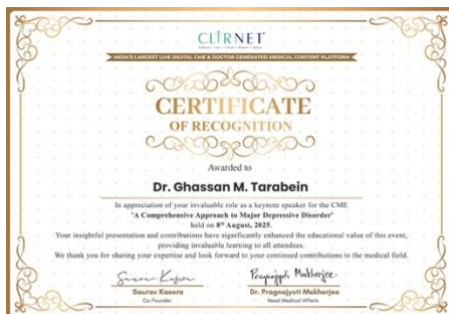 CLIRNET
INDIA'S LARGEST LIVE DIGITAL CME & DOCTOR GENERATED MEDICAL CONTENT PLATFORM
CERTIFICATE
OF RECOGNITION
Awarded to
Dr. Ghassan M. Tarabein
In appreciation of your invaluable role as a keynote speaker for the CME
'A Comprehensive Approach to Major Depressive Disorder'
held on 8th August, 2025.
Your insightful presentation and contributions have significantly enhanced the educational value of this event,
providing invaluable learning to all attendees.
We thank you for sharing your expertise and look forward to your continued contributions to the medical field.
Pragnajyoti Mukherjee
Saurav Kasera
Dr. Pragnajyoti Mukherjee
Co Founder
Head Medical Affairs